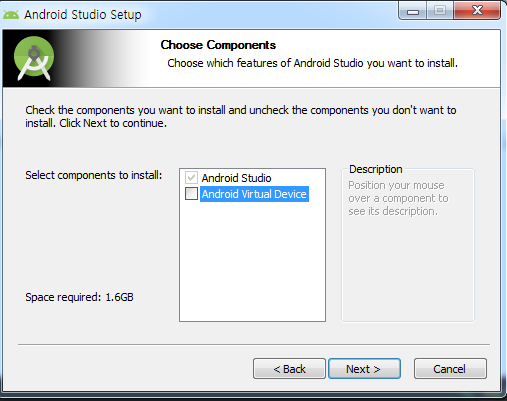 Android Studio Setup
Choose Components
Choose which features of Android Studio you want to install.
Check the components you want to install and uncheck the components you don't want to
install. Click Next to continue.
Select components to install:
Android Studio
Android Virtual Device
Description
Position your mouse
over a component to
see its description.
Space required: 1.6GB
< Back
Next >
Cancel